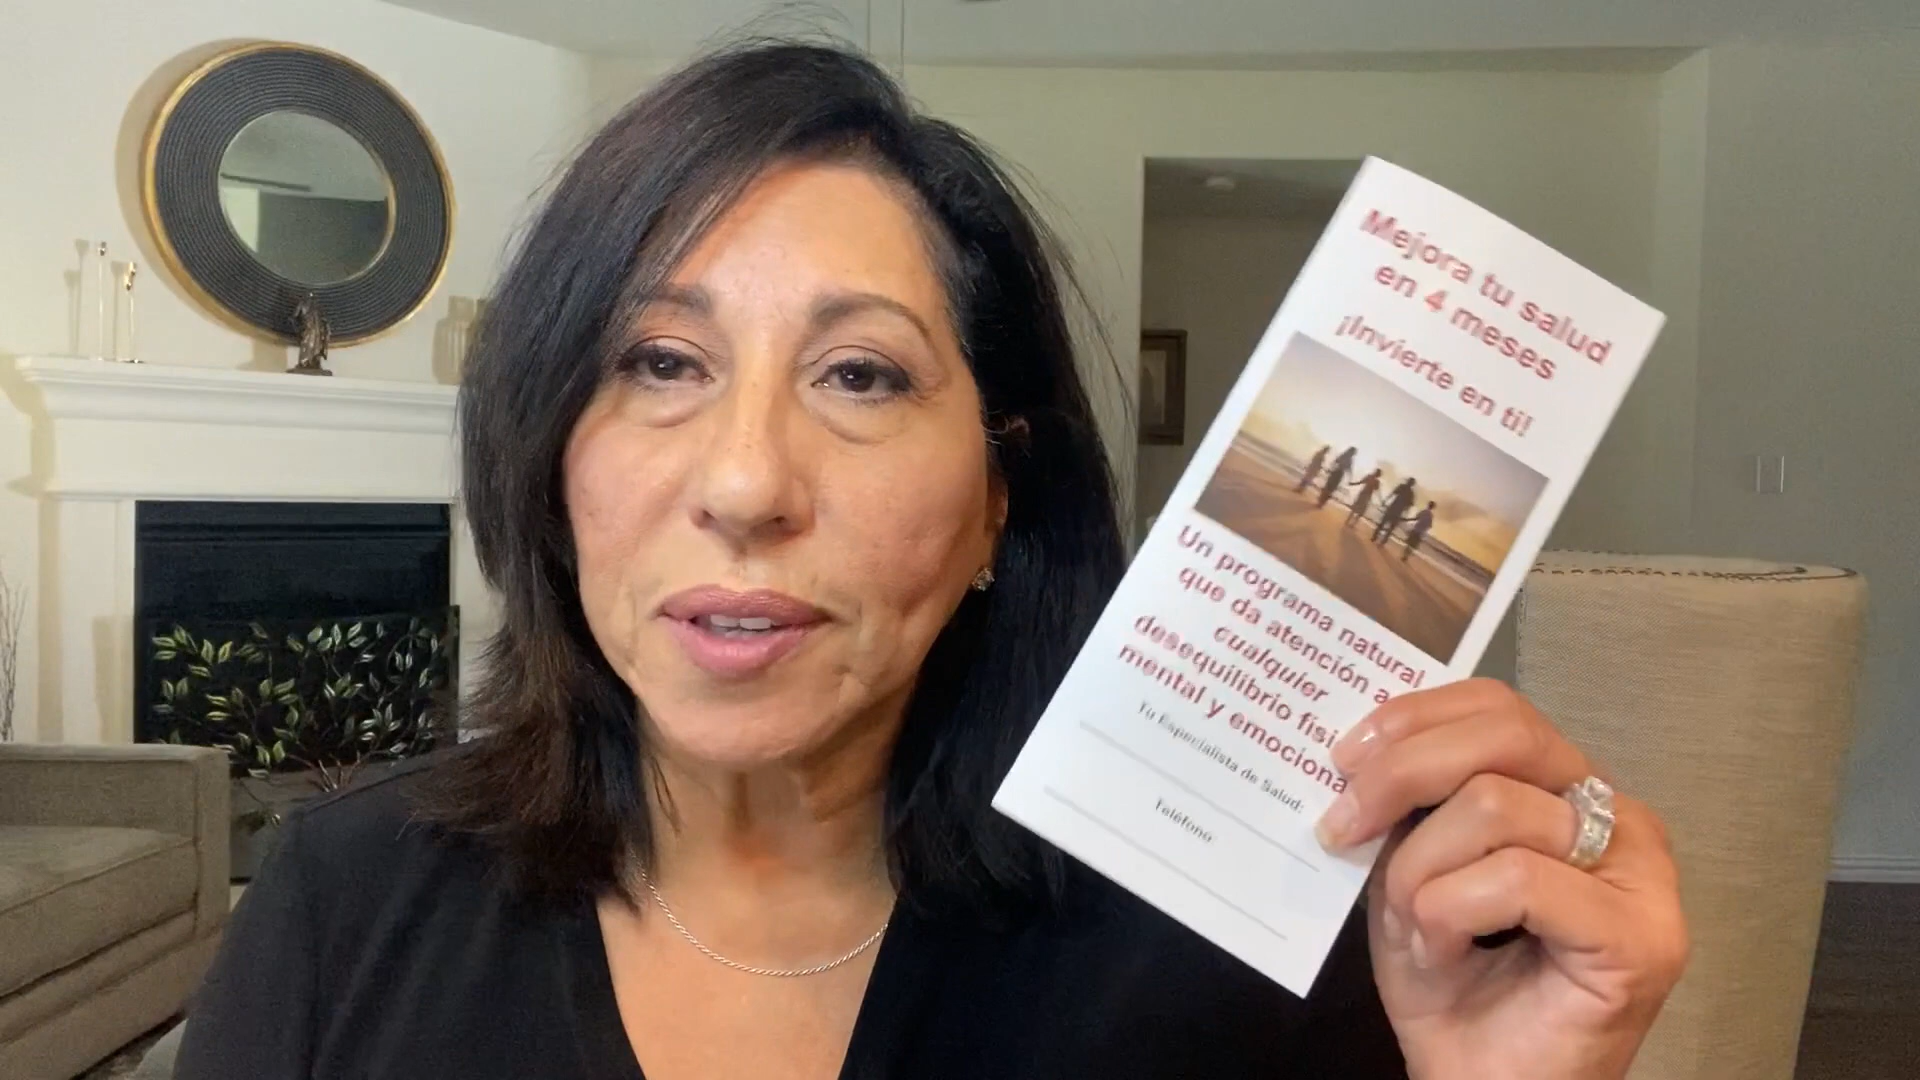 Mejora tu salud
en 4 meses
¡Invierte en ti!
Un programa natural
que da atención a
cualquier
desequilibrio físi
mental y emociona
Tu Especialista de Salud:
Teléfono: